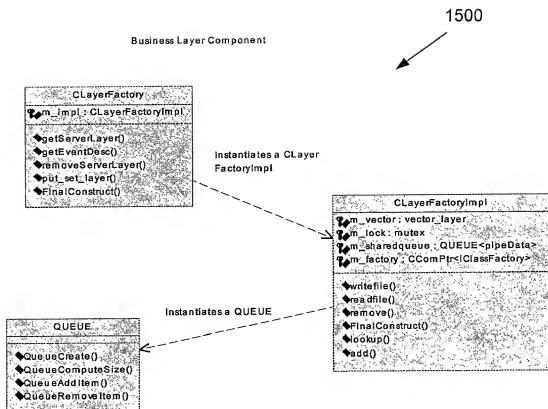 1500
Business Layer Component
CLayerFactory
m_impl : CLayerFactoryImpl
getServerLayer()
getEventDesc()
removeServerLayer()
put_set_layer()
FinalConstruct()
Instantiates a CLayer
FactoryImpl
CLayerFactoryImpl
m_vector : vector_layer
m_lock : mutex
m_sharedqueue : QUEUE<pipeData>
m_factory : CComPtr<IClassFactory>
writefile()
readfile()
remove()
FinalConstruct()
lookup()
add()
Instantiates a QUEUE
QUEUE
QueueCreate()
QueueComputeSize()
QueueAddItem()
QueueRemoveItem()